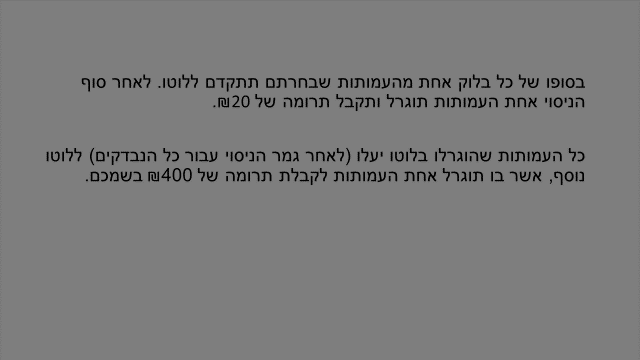 בסופו של כל בלוק אחת מהעמותות שבחרתם תתקדם ללוטו. לאחר סוף
הניסוי אחת העמותות תוגרל ותקבל תרומה של 20₪.
כל העמותות שהוגרלו בלוטו יעלו (לאחר גמר הניסוי עבור כל הנבדקים) ללוטו
נוסף, אשר בו תוגרל אחת העמותות לקבלת תרומה של 400₪ בשמכם.